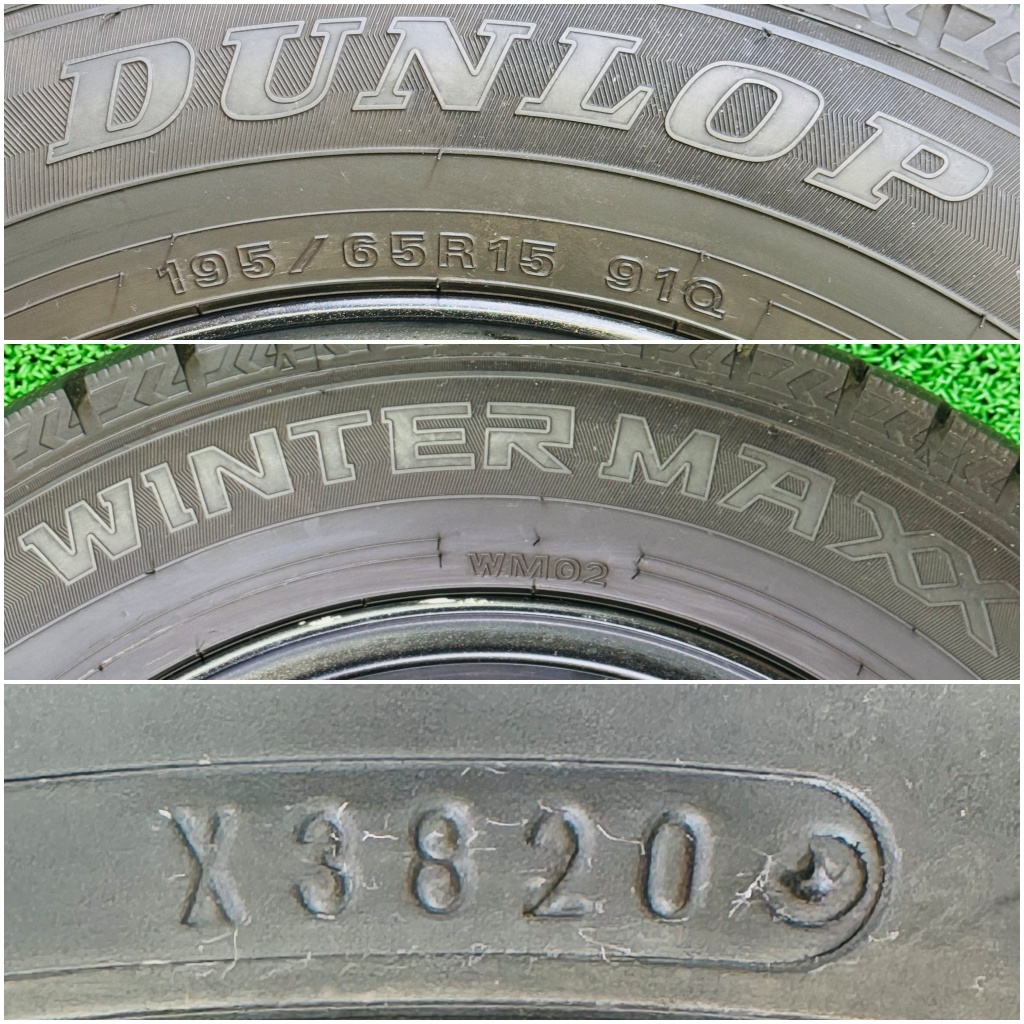 DUNLOP
195/65R15 91Q
WINTER MAXX
WM02
X3820